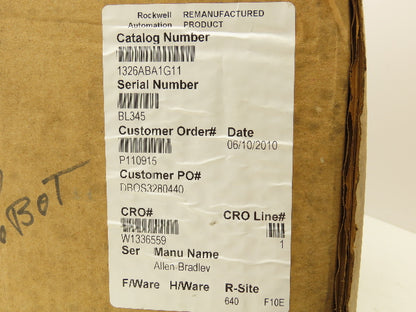 Rockwell Automation REMANUFACTURED PRODUCT
Catalog Number
1326ABA1G11
Serial Number
BL345
Customer Order# Date
P110915 06/10/2010
Customer PO#
DBOS3280440
CRO# CRO Line#
W1336559 1
Ser Manu Name
Allen Bradley
F/Ware H/Ware R-Site
640 F10E
OBOT